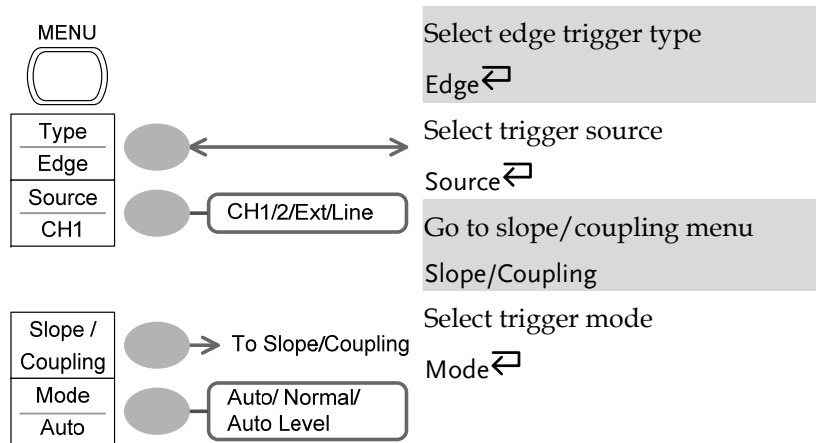 MENU
Type
Edge
Source
CH1
CH1/2/Ext/Line
Slope /
Coupling
To Slope/Coupling
Mode
Auto
Auto/ Normal/
Auto Level
Select edge trigger type
Edge
Select trigger source
Source
Go to slope/coupling menu
Slope/Coupling
Select trigger mode
Mode